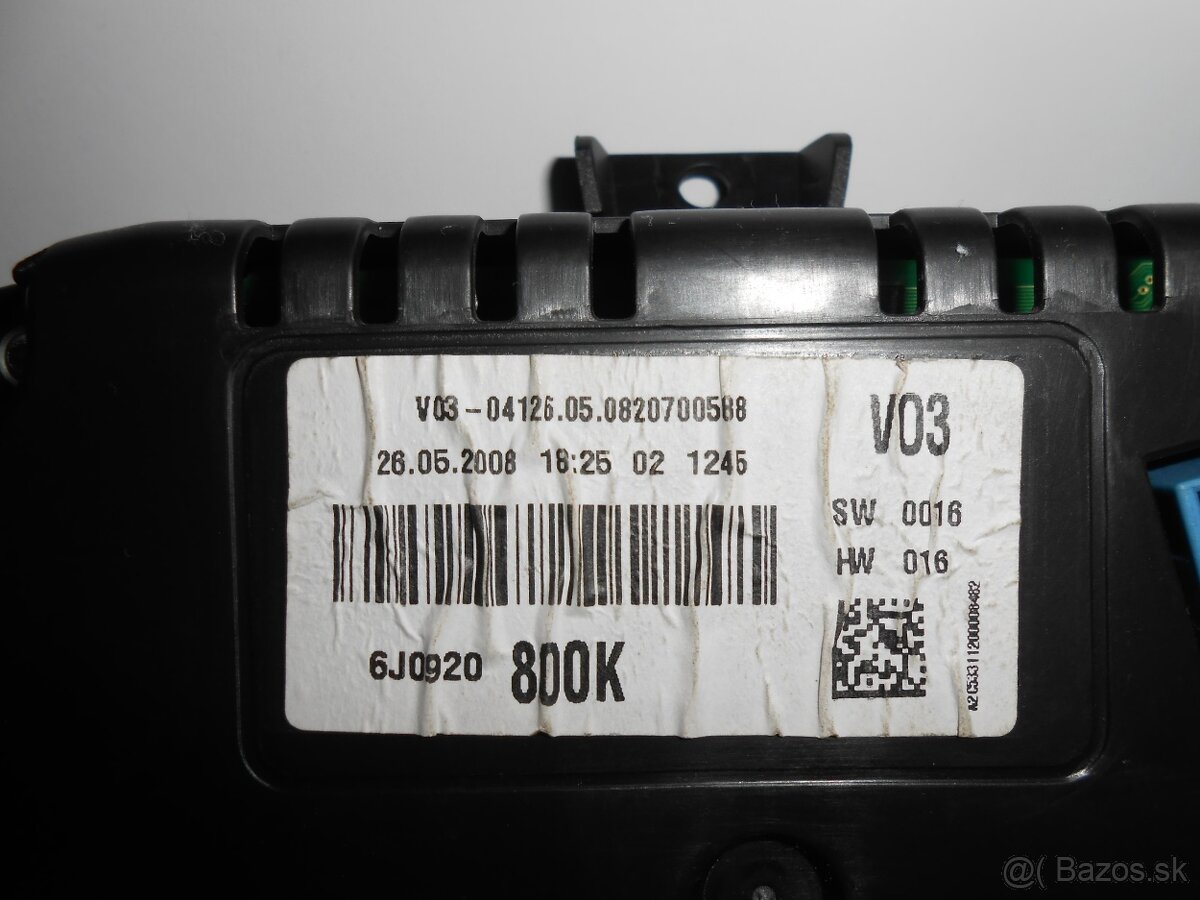 V03-04126.05.0820700588
26.05.2008 18:25 02 1245
6J0920 800K
V03
SW 0016
HW 016
A2C53311200008482
@( Bazos.sk